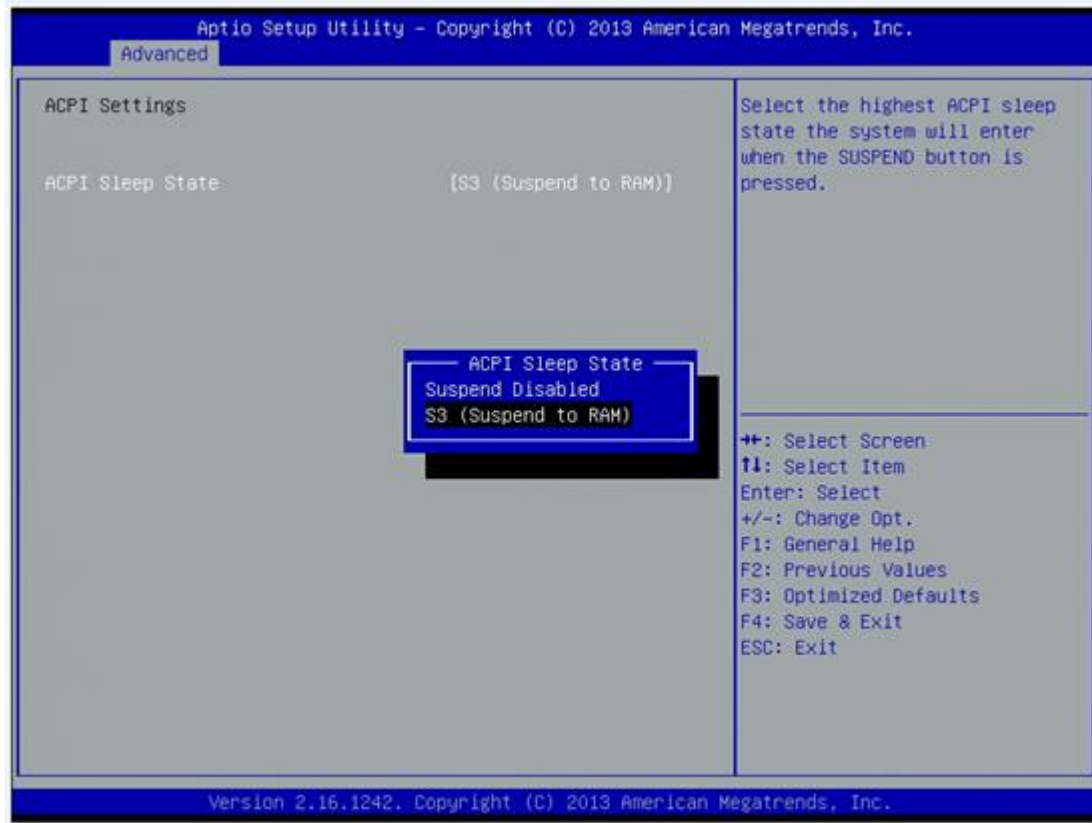 Aptio Setup Utility – Copyright (C) 2013 American Megatrends, Inc.
Advanced
ACPI Settings
ACPI Sleep State [S3 (Suspend to RAM)]
ACPI Sleep State
Suspend Disabled
S3 (Suspend to RAM)
Select the highest ACPI sleep
state the system will enter
when the SUSPEND button is
pressed.
→←: Select Screen
↑↓: Select Item
Enter: Select
+/-: Change Opt.
F1: General Help
F2: Previous Values
F3: Optimized Defaults
F4: Save & Exit
ESC: Exit
Version 2.16.1242. Copyright (C) 2013 American Megatrends, Inc.